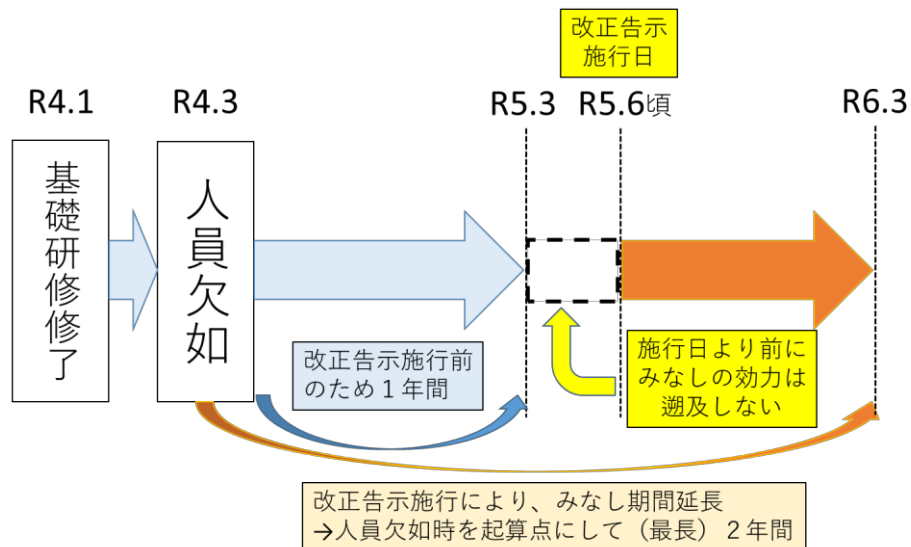 改正告示
施行日
R4.1
R4.3
R5.3
R5.6頃
R6.3
基礎研修修了
人員欠如
改正告示施行前
のため1年間
施行日より前に
みなしの効力は
遡及しない
改正告示施行により、みなし期間延長
→人員欠如時を起算点にして（最長）２年間